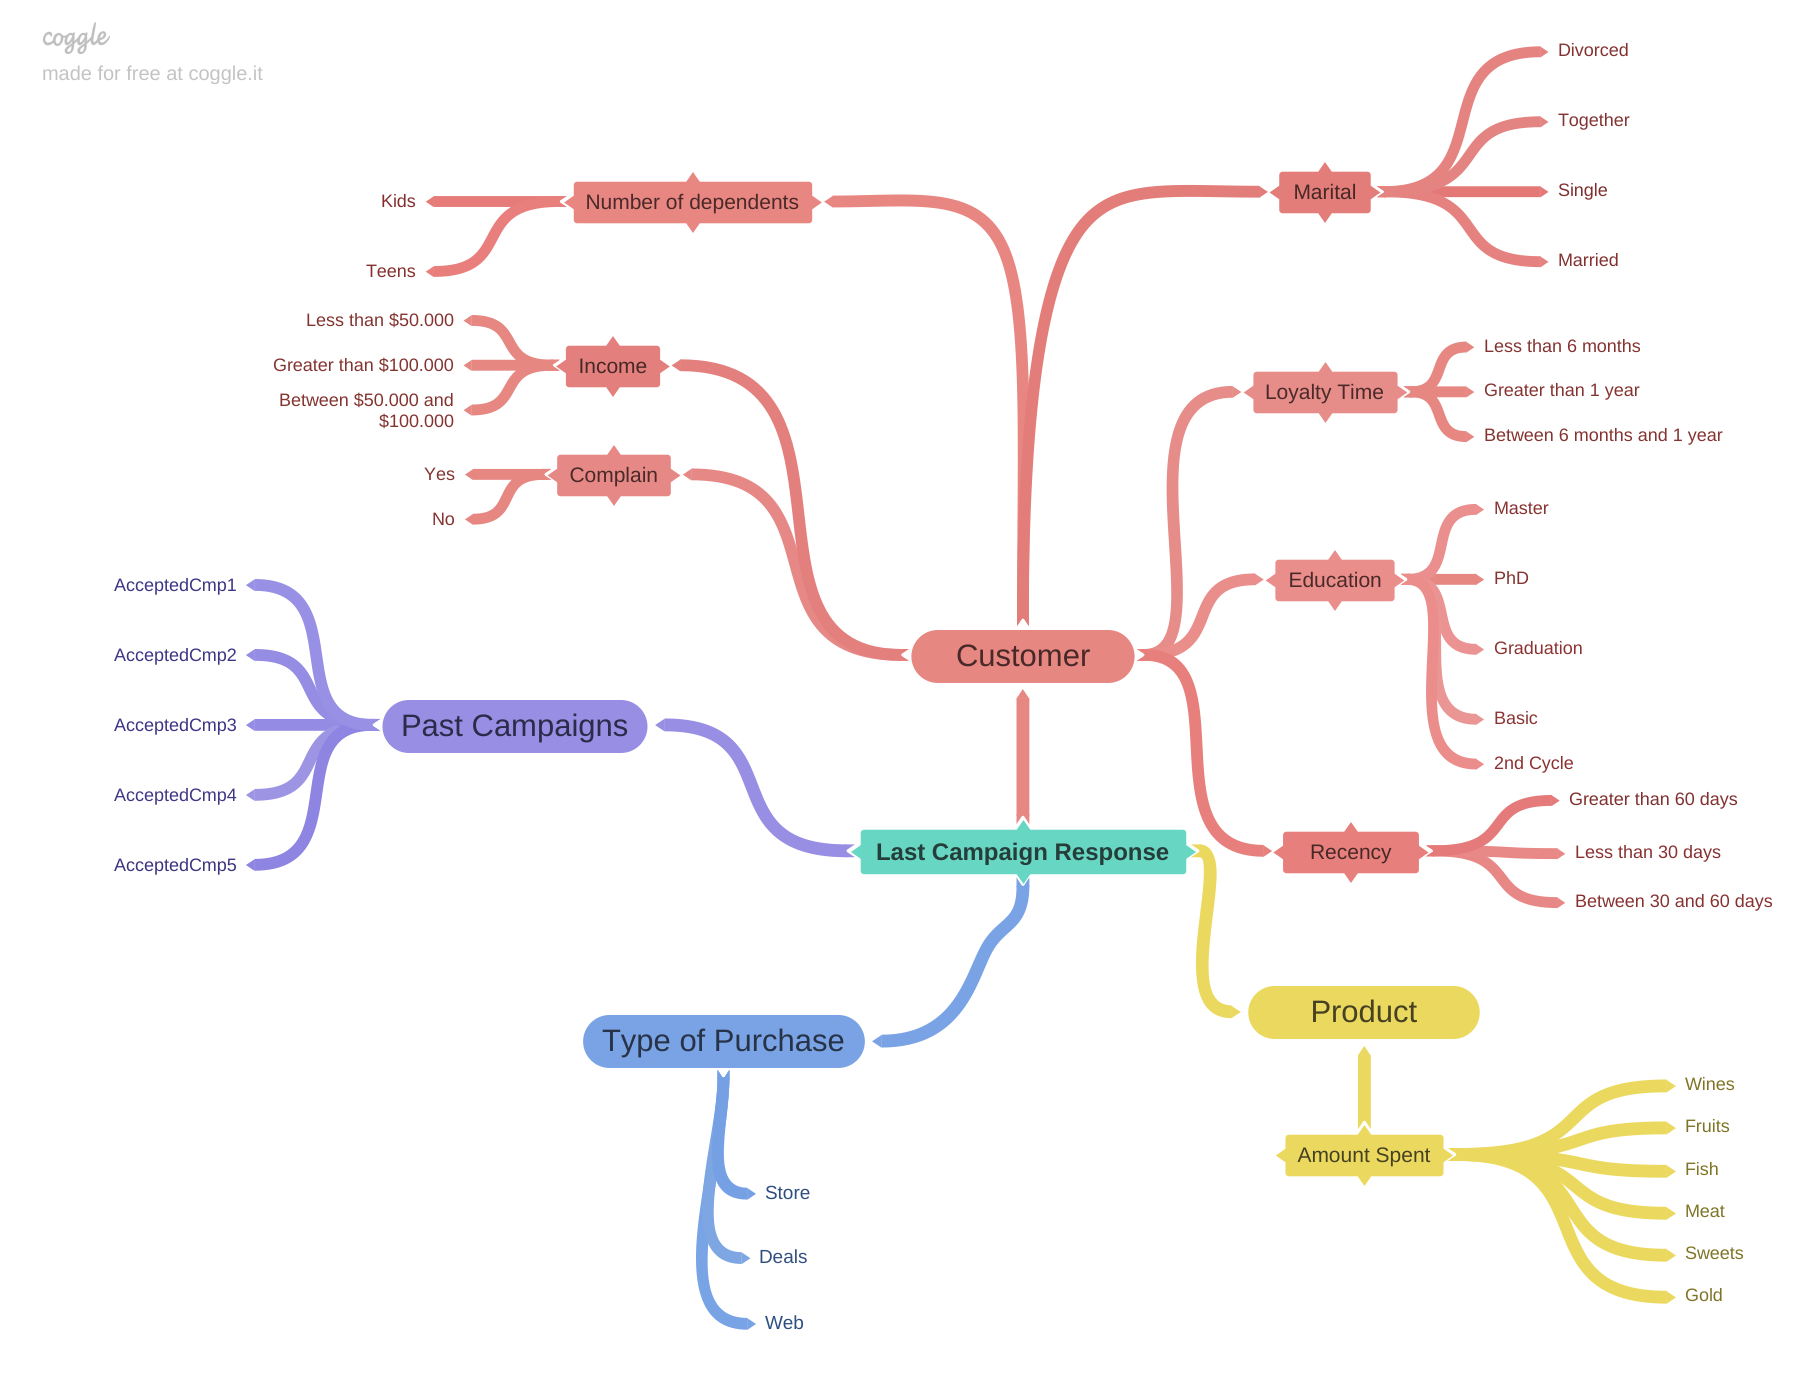 coggle
made for free at coggle.it
Divorced
Together
Single
Married
Marital
Number of dependents
Kids
Teens
Less than $50.000
Greater than $100.000
Between $50.000 and
$100.000
Income
Complain
Yes
No
Loyalty Time
Less than 6 months
Greater than 1 year
Between 6 months and 1 year
Education
Master
PhD
Graduation
Basic
2nd Cycle
Customer
AcceptedCmp1
AcceptedCmp2
AcceptedCmp3
AcceptedCmp4
AcceptedCmp5
Past Campaigns
Last Campaign Response
Recency
Greater than 60 days
Less than 30 days
Between 30 and 60 days
Type of Purchase
Store
Deals
Web
Product
Amount Spent
Wines
Fruits
Fish
Meat
Sweets
Gold